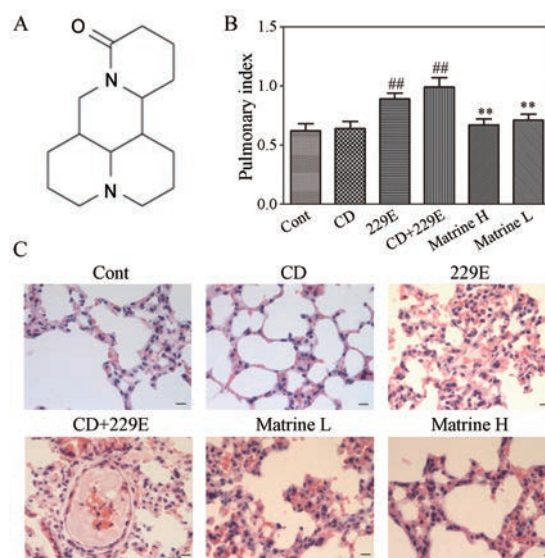 A
O
N
N
B
Pulmonary index
1.5
1.0
0.5
0.0
##
##
**
**
Cont
CD
229E
CD+229E
Matrine H
Matrine L
C
Cont CD 229E
CD+229E Matrine L Matrine H